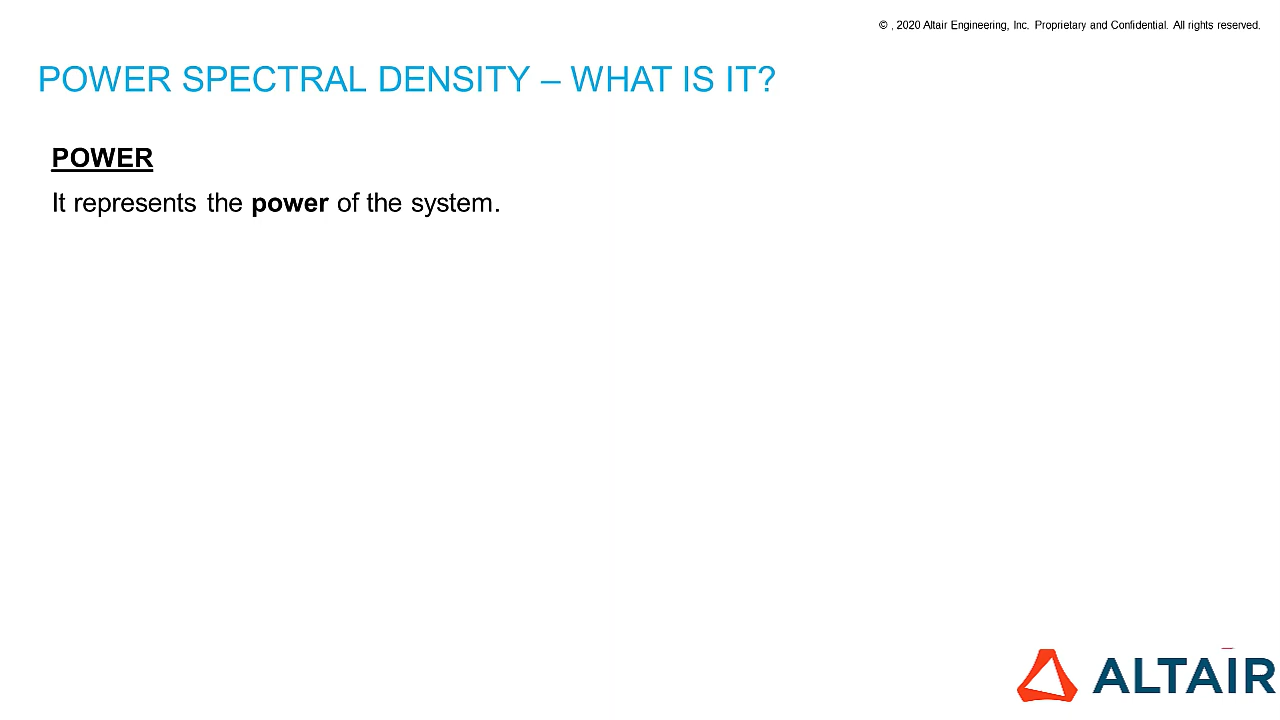 © , 2020 Altair Engineering, Inc. Proprietary and Confidential. All rights reserved.
POWER SPECTRAL DENSITY – WHAT IS IT?
POWER
It represents the power of the system.
ALTAIR